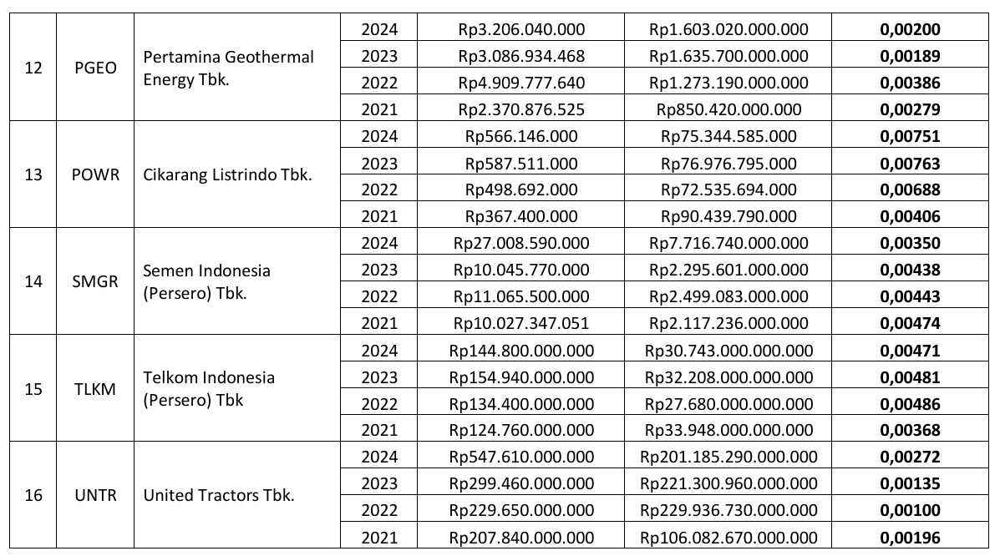 12 PGEO Pertamina Geothermal Energy Tbk. 2024 Rp3.206.040.000 Rp1.603.020.000.000 0,00200
2023 Rp3.086.934.468 Rp1.635.700.000.000 0,00189
2022 Rp4.909.777.640 Rp1.273.190.000.000 0,00386
2021 Rp2.370.876.525 Rp850.420.000.000 0,00279
13 POWR Cikarang Listrindo Tbk. 2024 Rp566.146.000 Rp75.344.585.000 0,00751
2023 Rp587.511.000 Rp76.976.795.000 0,00763
2022 Rp498.692.000 Rp72.535.694.000 0,00688
2021 Rp367.400.000 Rp90.439.790.000 0,00406
14 SMGR Semen Indonesia (Persero) Tbk. 2024 Rp27.008.590.000 Rp7.716.740.000.000 0,00350
2023 Rp10.045.770.000 Rp2.295.601.000.000 0,00438
2022 Rp11.065.500.000 Rp2.499.083.000.000 0,00443
2021 Rp10.027.347.051 Rp2.117.236.000.000 0,00474
15 TLKM Telkom Indonesia (Persero) Tbk 2024 Rp144.800.000.000 Rp30.743.000.000.000 0,00471
2023 Rp154.940.000.000 Rp32.208.000.000.000 0,00481
2022 Rp134.400.000.000 Rp27.680.000.000.000 0,00486
2021 Rp124.760.000.000 Rp33.948.000.000.000 0,00368
16 UNTR United Tractors Tbk. 2024 Rp547.610.000.000 Rp201.185.290.000.000 0,00272
2023 Rp299.460.000.000 Rp221.300.960.000.000 0,00135
2022 Rp229.650.000.000 Rp229.936.730.000.000 0,00100
2021 Rp207.840.000.000 Rp106.082.670.000.000 0,00196